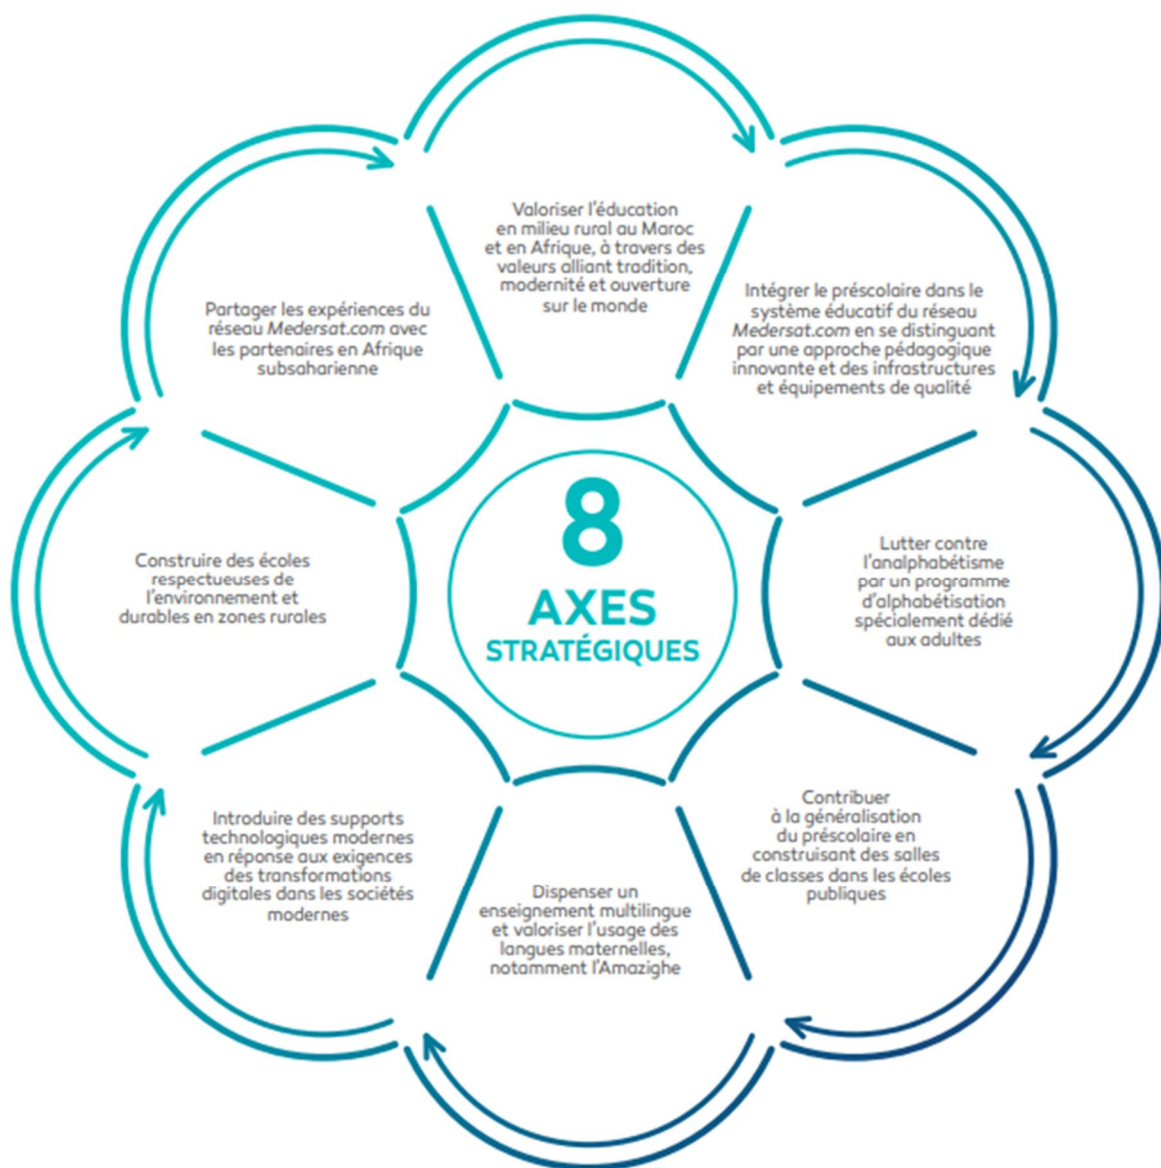 8
AXES
STRATÉGIQUES
Valoriser l'éducation
en milieu rural au Maroc
et en Afrique, à travers des
valeurs alliant tradition,
modernité et ouverture
sur le monde
Intégrer le préscolaire dans le
système éducatif du réseau
Medersat.com en se distinguant
par une approche pédagogique
innovante et des infrastructures
et équipements de qualité
Lutter contre
l'analphabétisme
par un programme
d'alphabétisation
spécialement dédié
aux adultes
Contribuer
à la généralisation
du préscolaire en
construisant des salles
de classes dans les écoles
publiques
Dispenser un
enseignement multilingue
et valoriser l'usage des
langues maternelles,
notamment l'Amazighe
Introduire des supports
technologiques modernes
en réponse aux exigences
des transformations
digitales dans les sociétés
modernes
Construire des écoles
respectueuses de
l'environnement et
durables en zones rurales
Partager les expériences du
réseau Medersat.com avec
les partenaires en Afrique
subsaharienne